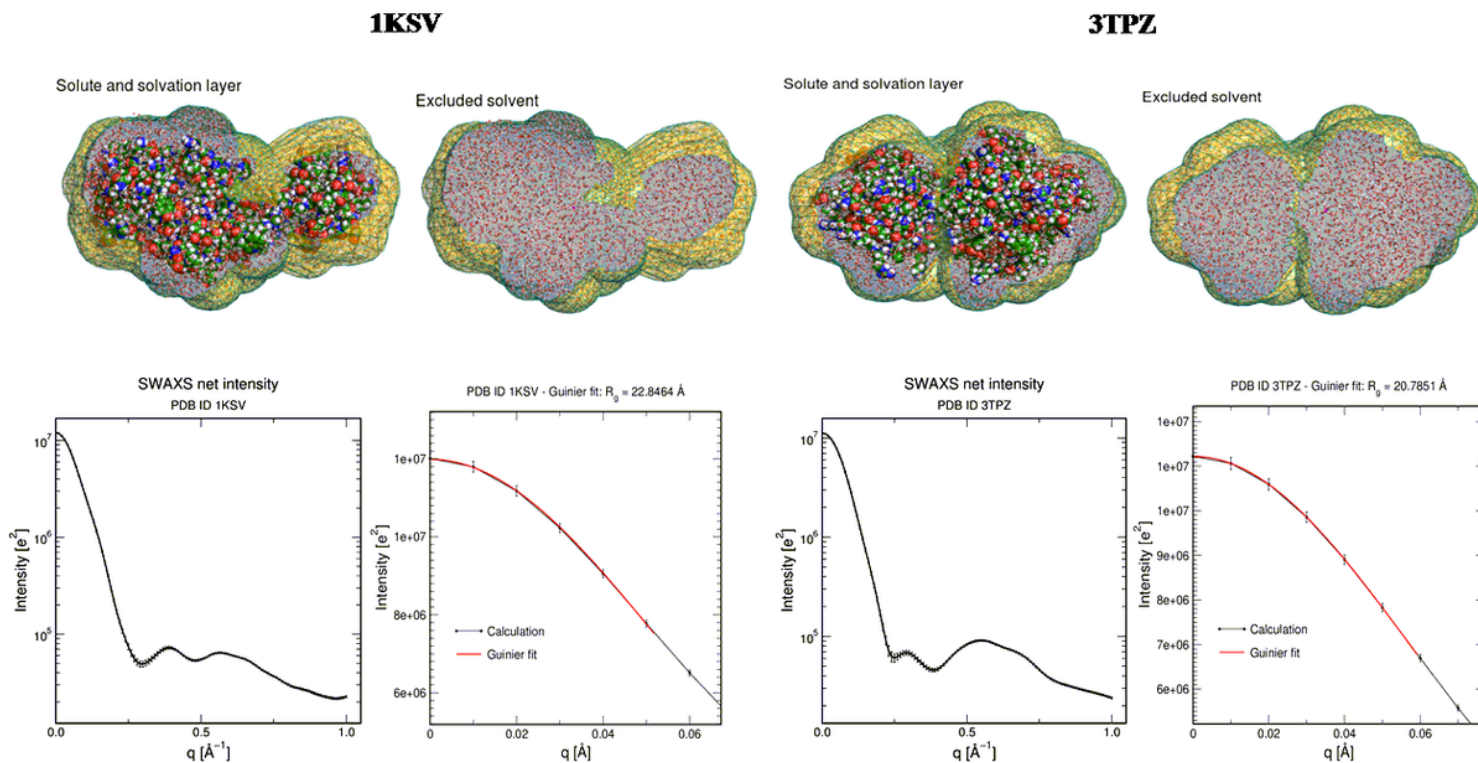 1KSV
3TPZ
Solute and solvation layer
Excluded solvent
Solute and solvation layer
Excluded solvent
SWAXS net intensity
PDB ID 1KSV
Intensity [e²]
10⁷
10⁶
10⁵
0.0
0.5
1.0
q [Å⁻¹]
PDB ID 1KSV - Guinier fit: R_g = 22.8464 Å
Intensity [e²]
1e+07
1e+07
8e+06
6e+06
Calculation
Guinier fit
0
0.02
0.04
0.06
q [Å]
SWAXS net intensity
PDB ID 3TPZ
Intensity [e²]
10⁷
10⁶
10⁵
0.0
0.5
1.0
q [Å⁻¹]
PDB ID 3TPZ - Guinier fit: R_g = 20.7851 Å
Intensity [e²]
1e+07
1e+07
9e+06
8e+06
7e+06
6e+06
Calculation
Guinier fit
0
0.02
0.04
0.06
q [Å]